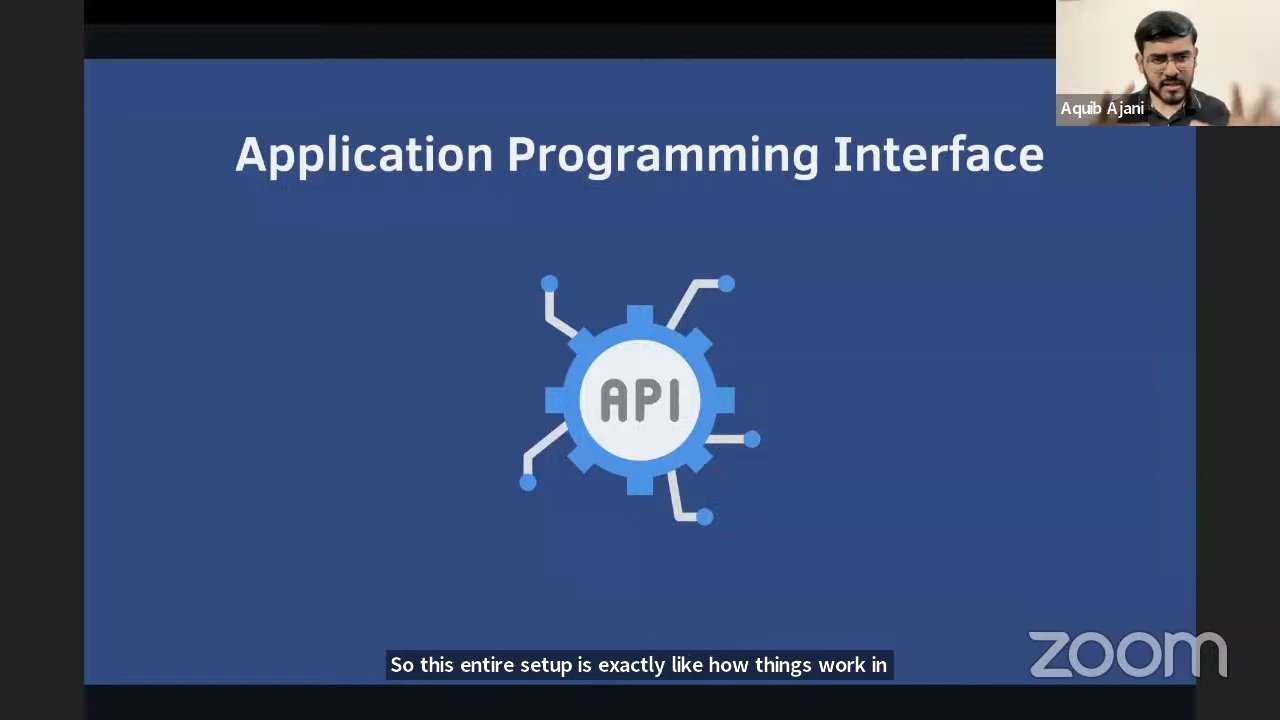 Aquib Ajani
Application Programming Interface
API
So this entire setup is exactly like how things work in
zoom